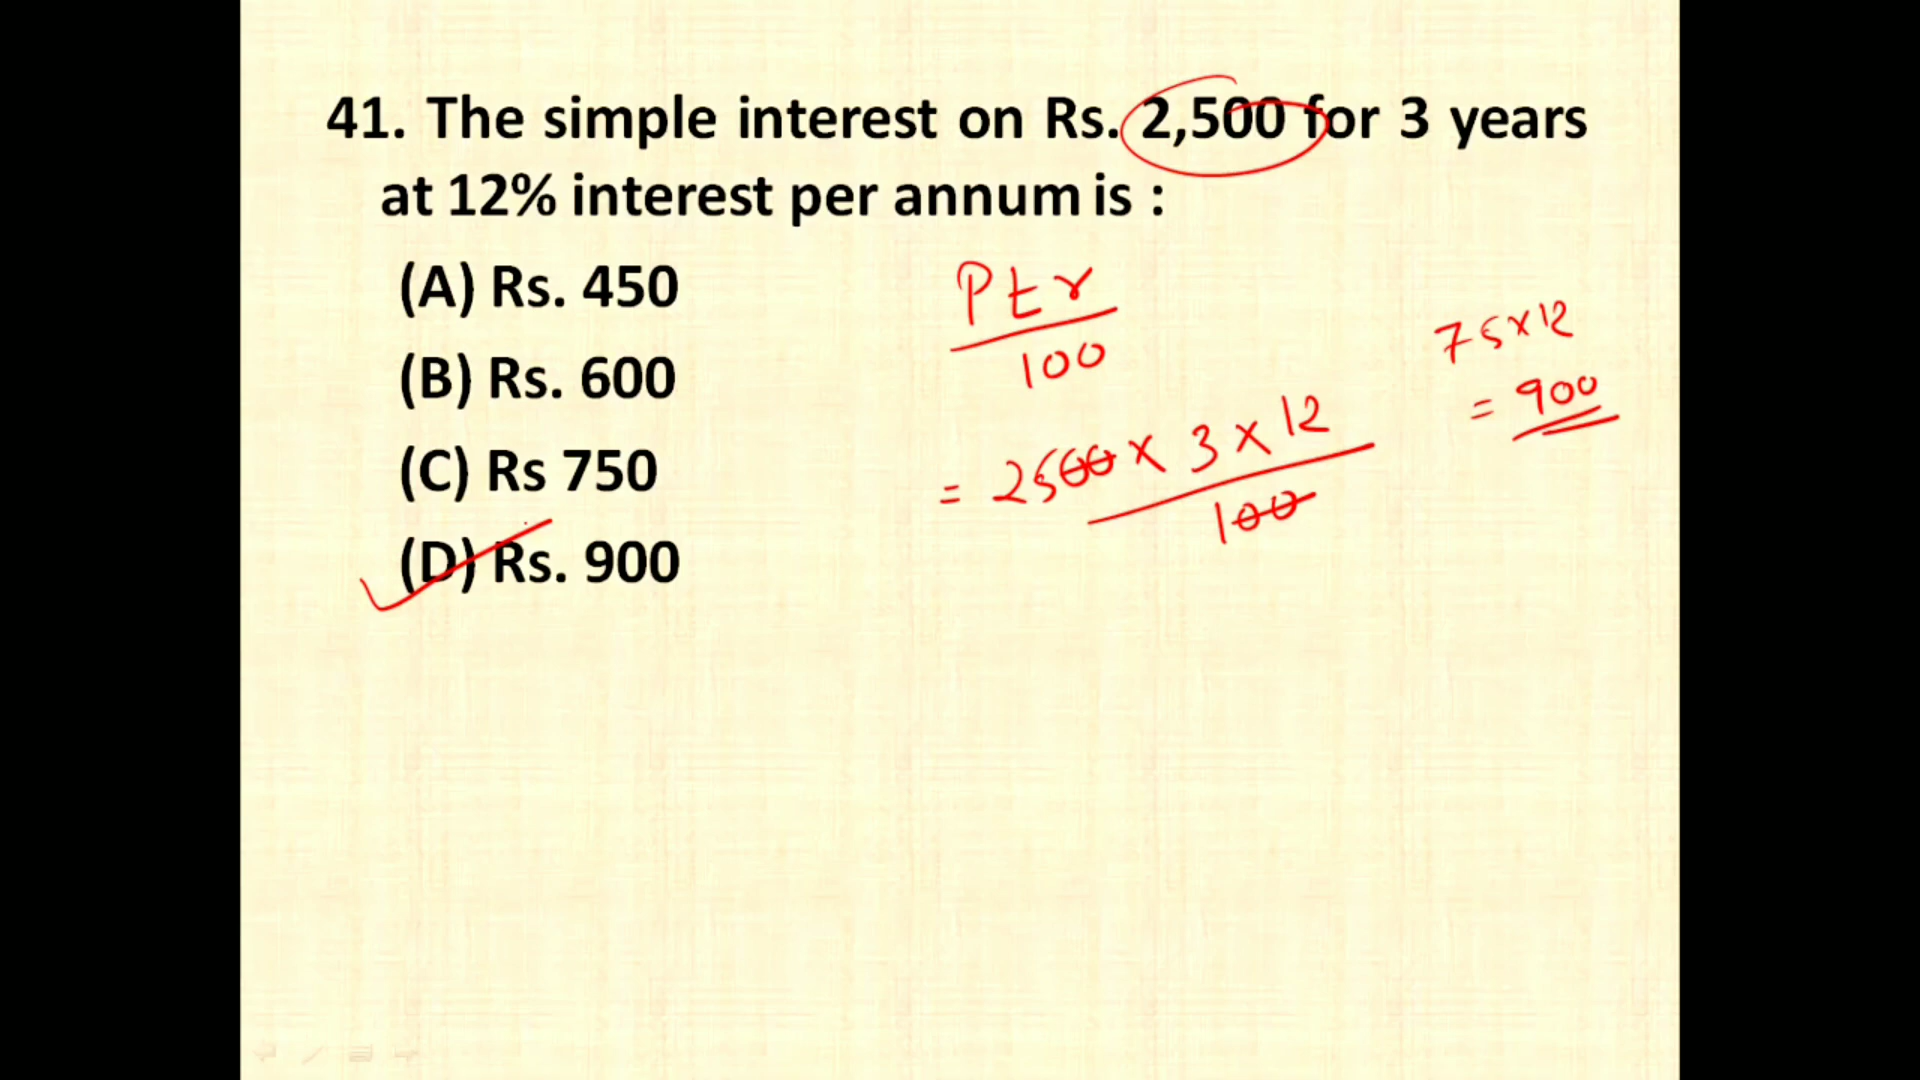 41. The simple interest on Rs. 2,500 for 3 years
at 12% interest per annum is :
(A) Rs. 450
(B) Rs. 600
(C) Rs 750
(D) Rs. 900
Ptr
100
= 2500 × 3 × 12
100
75×12
= 900